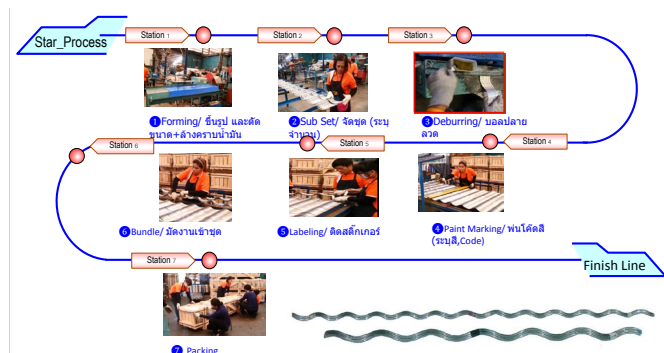 Star_Process
Station 1
Station 2
Station 3
❶Forming/ ขึ้นรูป และตัด
ขนาด+ล้างคราบน้ำมัน
❷Sub Set/ จัดชุด (ระบุ
จำนวน)
❸Deburring/ บอลปลาย
ลวด
Station 4
Station 5
Station 6
❹Paint Marking/ พ่นโค๊ดสี
(ระบุสี,Code)
❺Labeling/ ติดสติ๊กเกอร์
❻Bundle/ มัดงานเข้าชุด
Station 7
Finish Line
❼ Packing